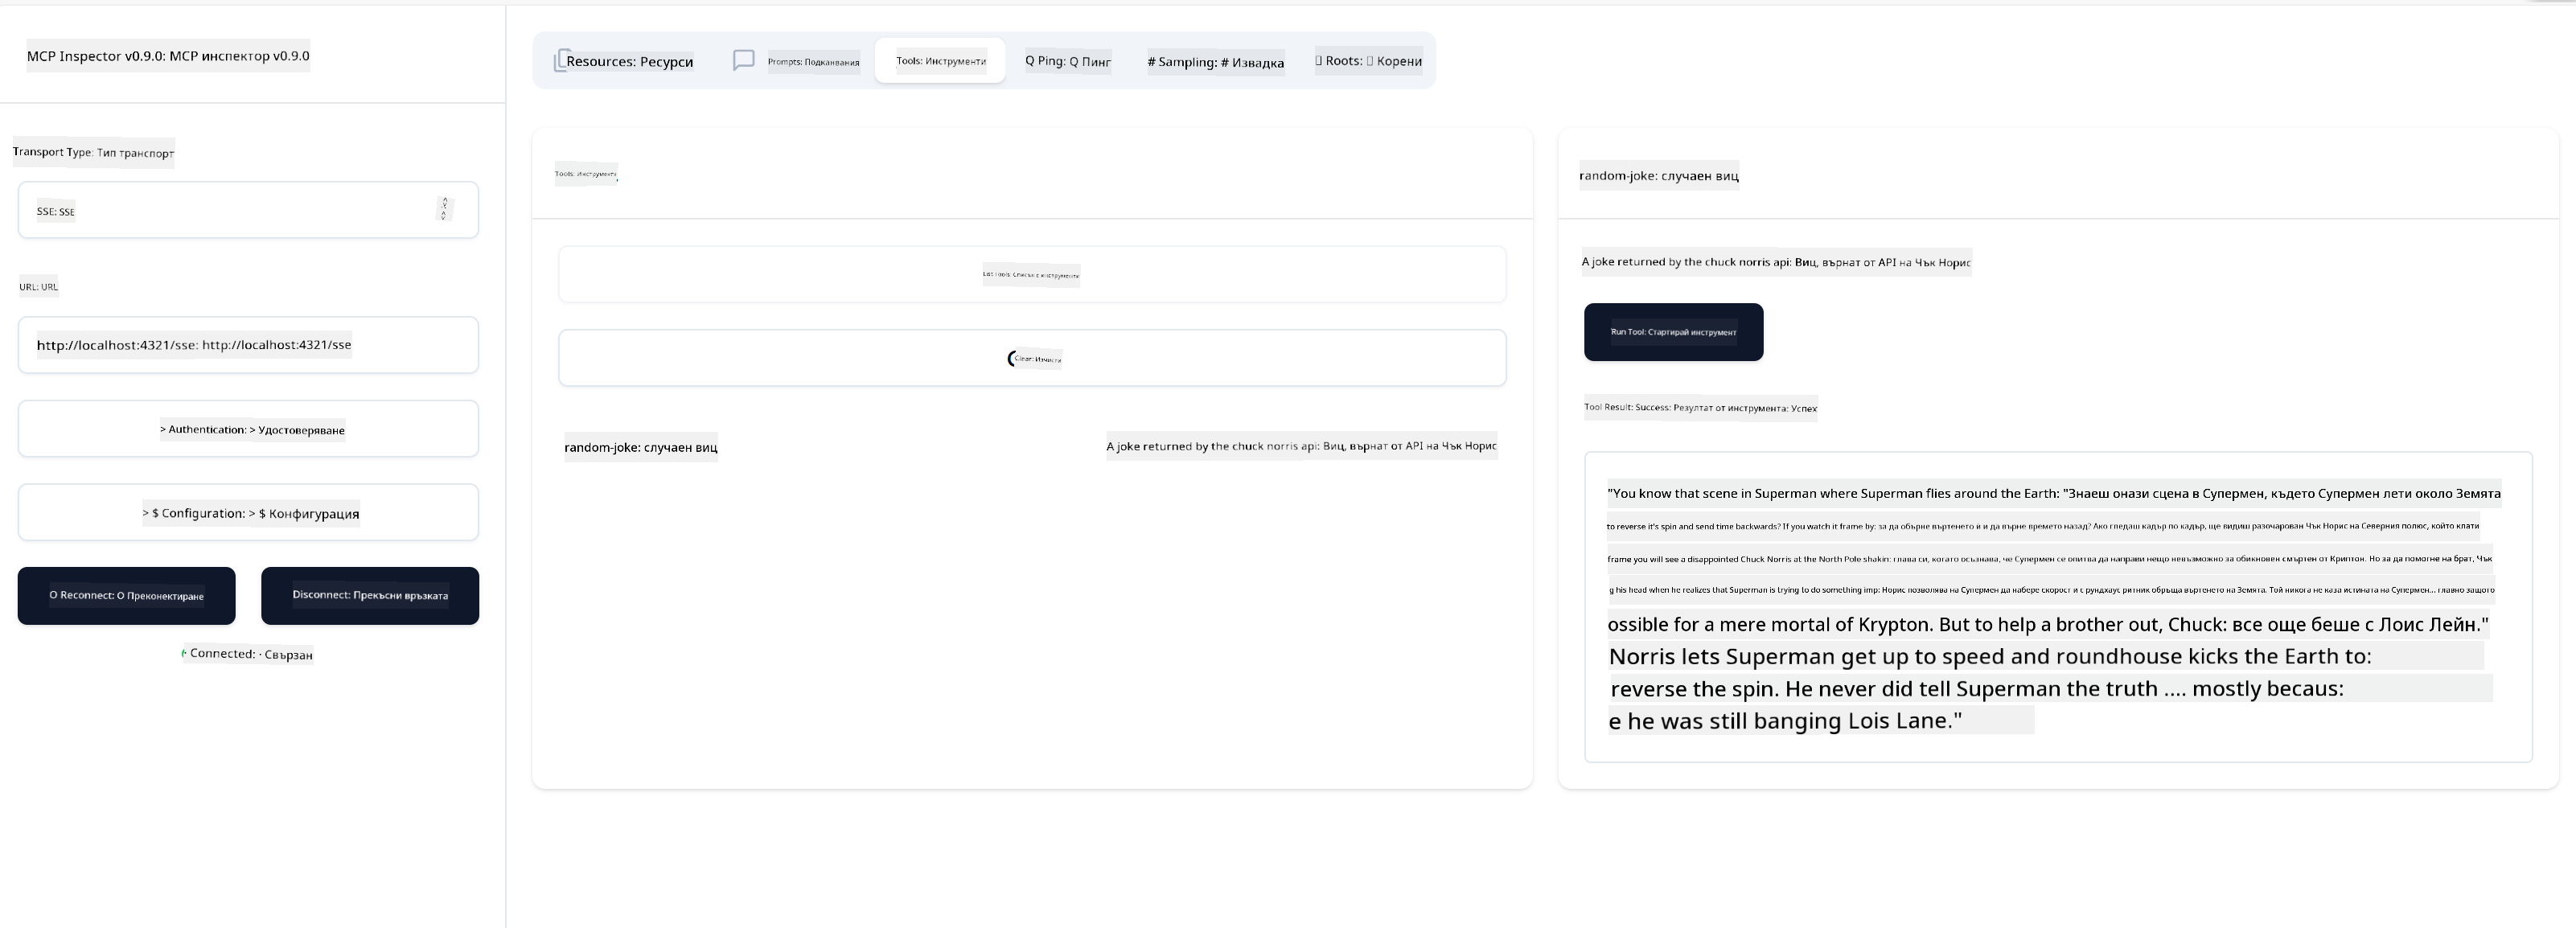 MCP Inspector v0.9.0: MCP инспектор v0.9.0
Resources: Ресурси
Prompts: Подканвания
Tools: Инструменти
Q Ping: Q Пинг
# Sampling: # Извадка
Roots: Корени
Transport Type: Тип транспорт
SSE: SSE
URL: URL
http://localhost:4321/sse: http://localhost:4321/sse
> Authentication: > Удостоверяване
> $ Configuration: > $ Конфигурация
O Reconnect: О Преконектиране
Disconnect: Прекъсни връзката
· Connected: · Свързан
Tools: Инструменти
List Tools: Списък с инструменти
Clear: Изчисти
random-joke: случаен виц
A joke returned by the chuck norris api: Виц, върнат от API на Чък Норис
random-joke: случаен виц
A joke returned by the chuck norris api: Виц, върнат от API на Чък Норис
Run Tool: Стартирай инструмент
Tool Result: Success: Резултат от инструмента: Успех
"You know that scene in Superman where Superman flies around the Earth: "Знаеш онази сцена в Супермен, където Супермен лети около Земята
to reverse it's spin and send time backwards? If you watch it frame by: за да обърне въртенето ѝ и да върне времето назад? Ако гледаш кадър по кадър, ще видиш разочарован Чък Норис на Северния полюс, който клати
frame you will see a disappointed Chuck Norris at the North Pole shakin: глава си, когато осъзнава, че Супермен се опитва да направи нещо невъзможно за обикновен смъртен от Криптон. Но за да помогне на брат, Чък
g his head when he realizes that Superman is trying to do something imp: Норис позволява на Супермен да набере скорост и с рундхаус ритник обръща въртенето на Земята. Той никога не каза истината на Супермен... главно защото
ossible for a mere mortal of Krypton. But to help a brother out, Chuck: все още беше с Лоис Лейн."
Norris lets Superman get up to speed and roundhouse kicks the Earth to:
reverse the spin. He never did tell Superman the truth .... mostly becaus:
e he was still banging Lois Lane."